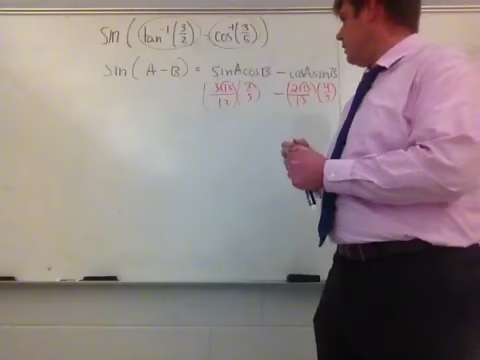 sin(tan⁻¹(3/2) - cos⁻¹(3/5))
sin(A-B) = sinAcosB - cosAsinB
(3√13/13)(3/5) - (2√13/13)(4/5)